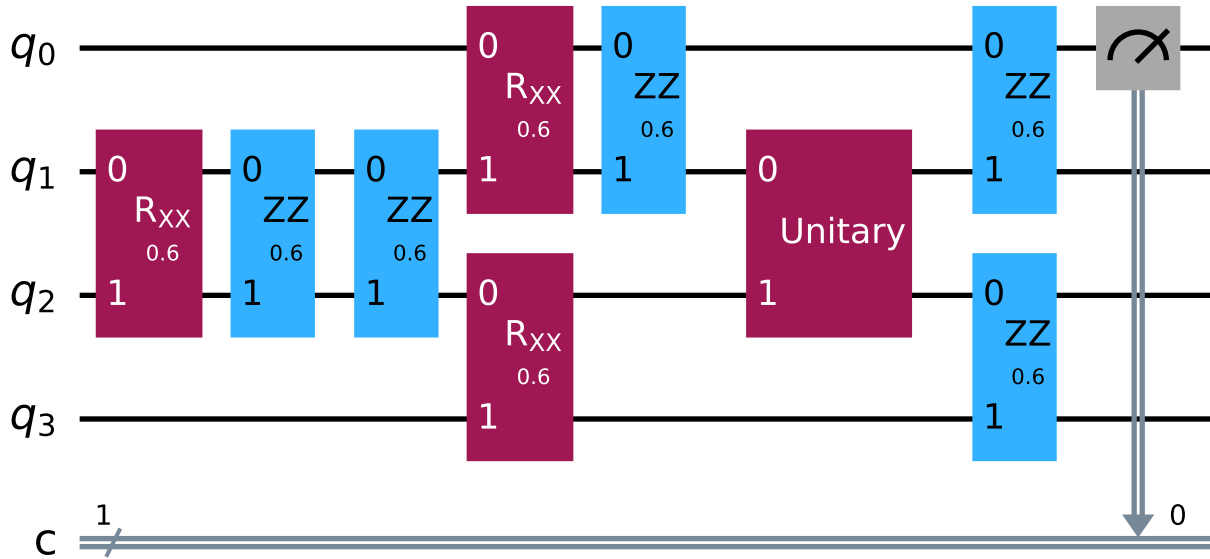 q0 0 0 0
RXX ZZ ZZ
0.6 0.6 0.6
q1 0 0 0 1 1 0 1
RXX ZZ ZZ Unitary
0.6 0.6 0.6
q2 1 1 1 0 1 0
RXX ZZ
0.6 0.6
q3 1 1
1 0
c